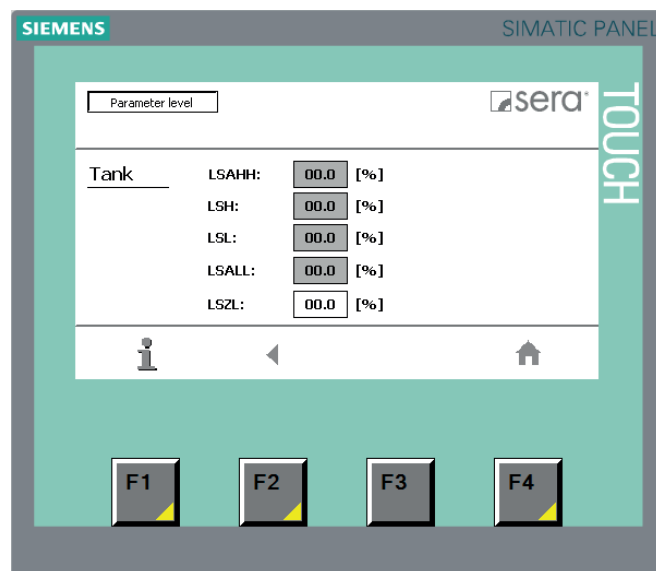 SIEMENS
SIMATIC PANEL
TOUCH
Parameter level
sera
Tank
LSAHH: 00.0 [%]
LSH: 00.0 [%]
LSL: 00.0 [%]
LSALL: 00.0 [%]
LSZL: 00.0 [%]
F1 F2 F3 F4